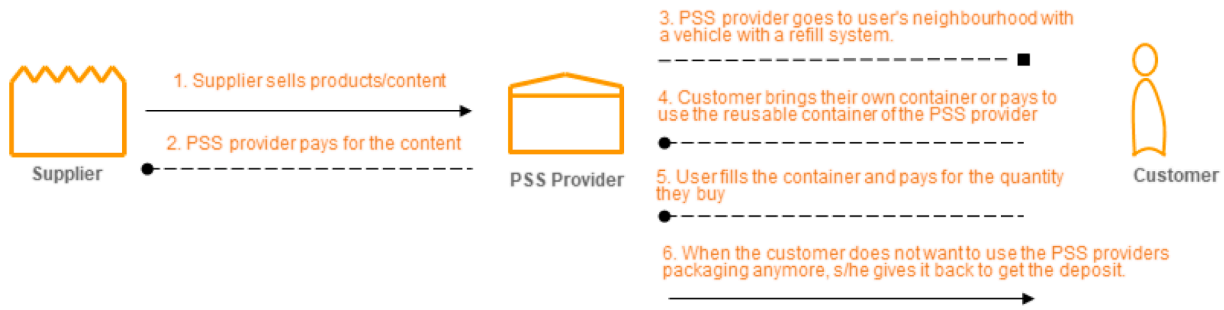 3. PSS provider goes to user's neighbourhood with
a vehicle with a refill system.
1. Supplier sells products/content
4. Customer brings their own container or pays to
use the reusable container of the PSS provider
2. PSS provider pays for the content
Supplier
PSS Provider
5. User fills the container and pays for the quantity
they buy
Customer
6. When the customer does not want to use the PSS providers
packaging anymore, s/he gives it back to get the deposit.